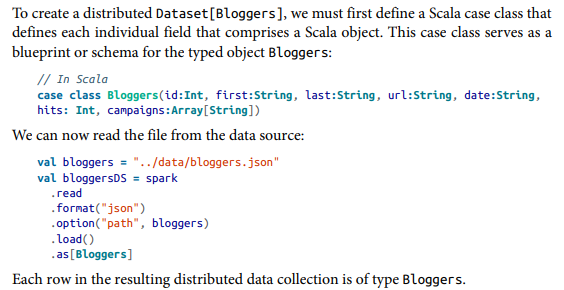 To create a distributed Dataset[Bloggers], we must first define a Scala case class that
defines each individual field that comprises a Scala object. This case class serves as a
blueprint or schema for the typed object Bloggers:
// In Scala
case class Bloggers(id:Int, first:String, last:String, url:String, date:String,
hits: Int, campaigns:Array[String])
We can now read the file from the data source:
val bloggers = "../data/bloggers.json"
val bloggersDS = spark
  .read
  .format("json")
  .option("path", bloggers)
  .load()
  .as[Bloggers]
Each row in the resulting distributed data collection is of type Bloggers.